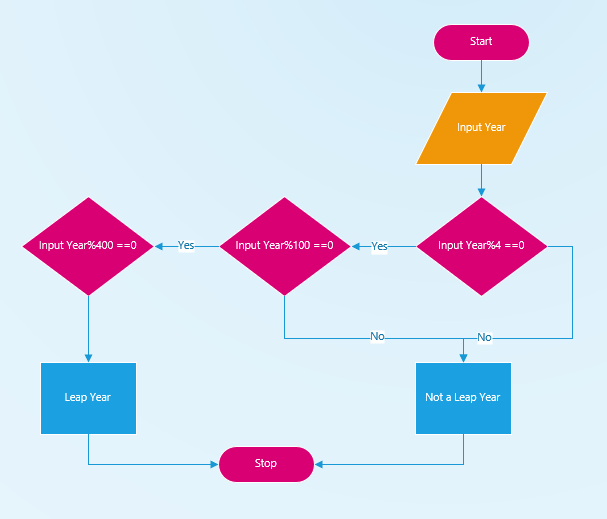 Start
Input Year
Input Year%400 ==0
Yes
Input Year%100 ==0
Yes
Input Year%4 ==0
No
No
Leap Year
Not a Leap Year
Stop